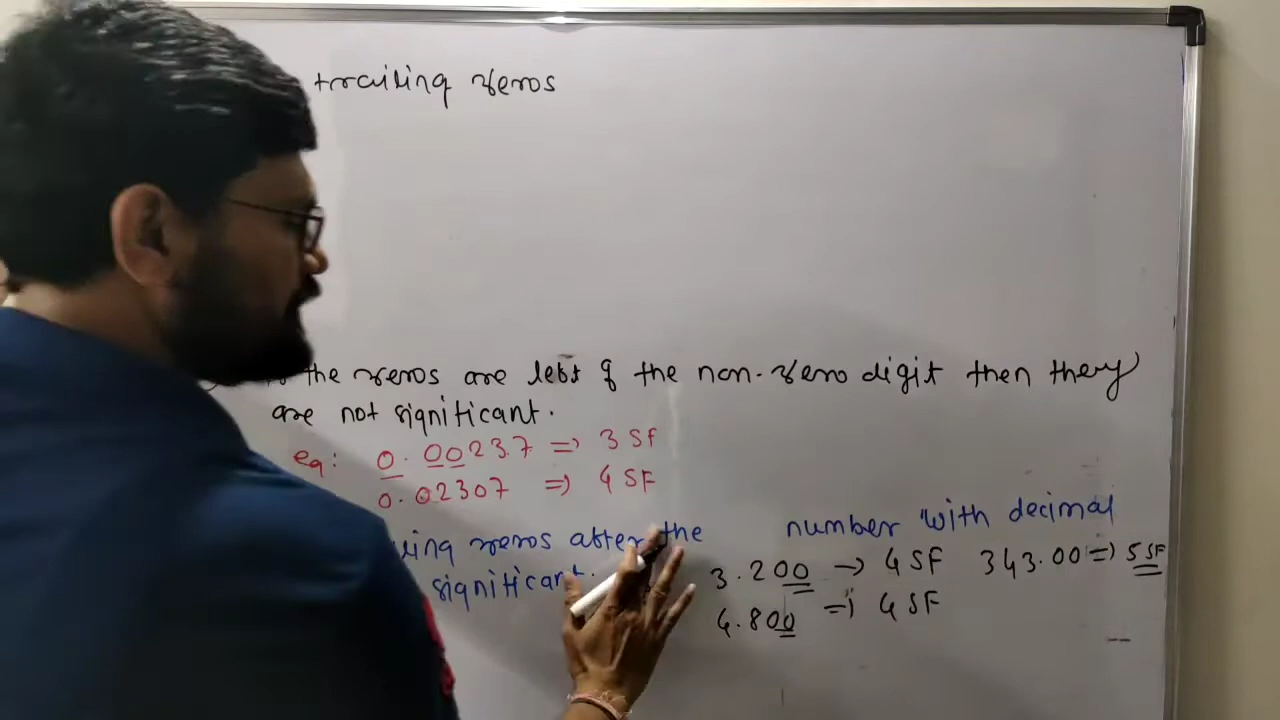 trailing zeros
the zeros are left of the non-zero digit then they
are not significant.
eg: 0.00237 => 3 SF
0.02307 => 4 SF
zeros after the number with decimal
significant.
3.200 -> 4 SF 343.00 => 5 SF
4.800 => 4 SF